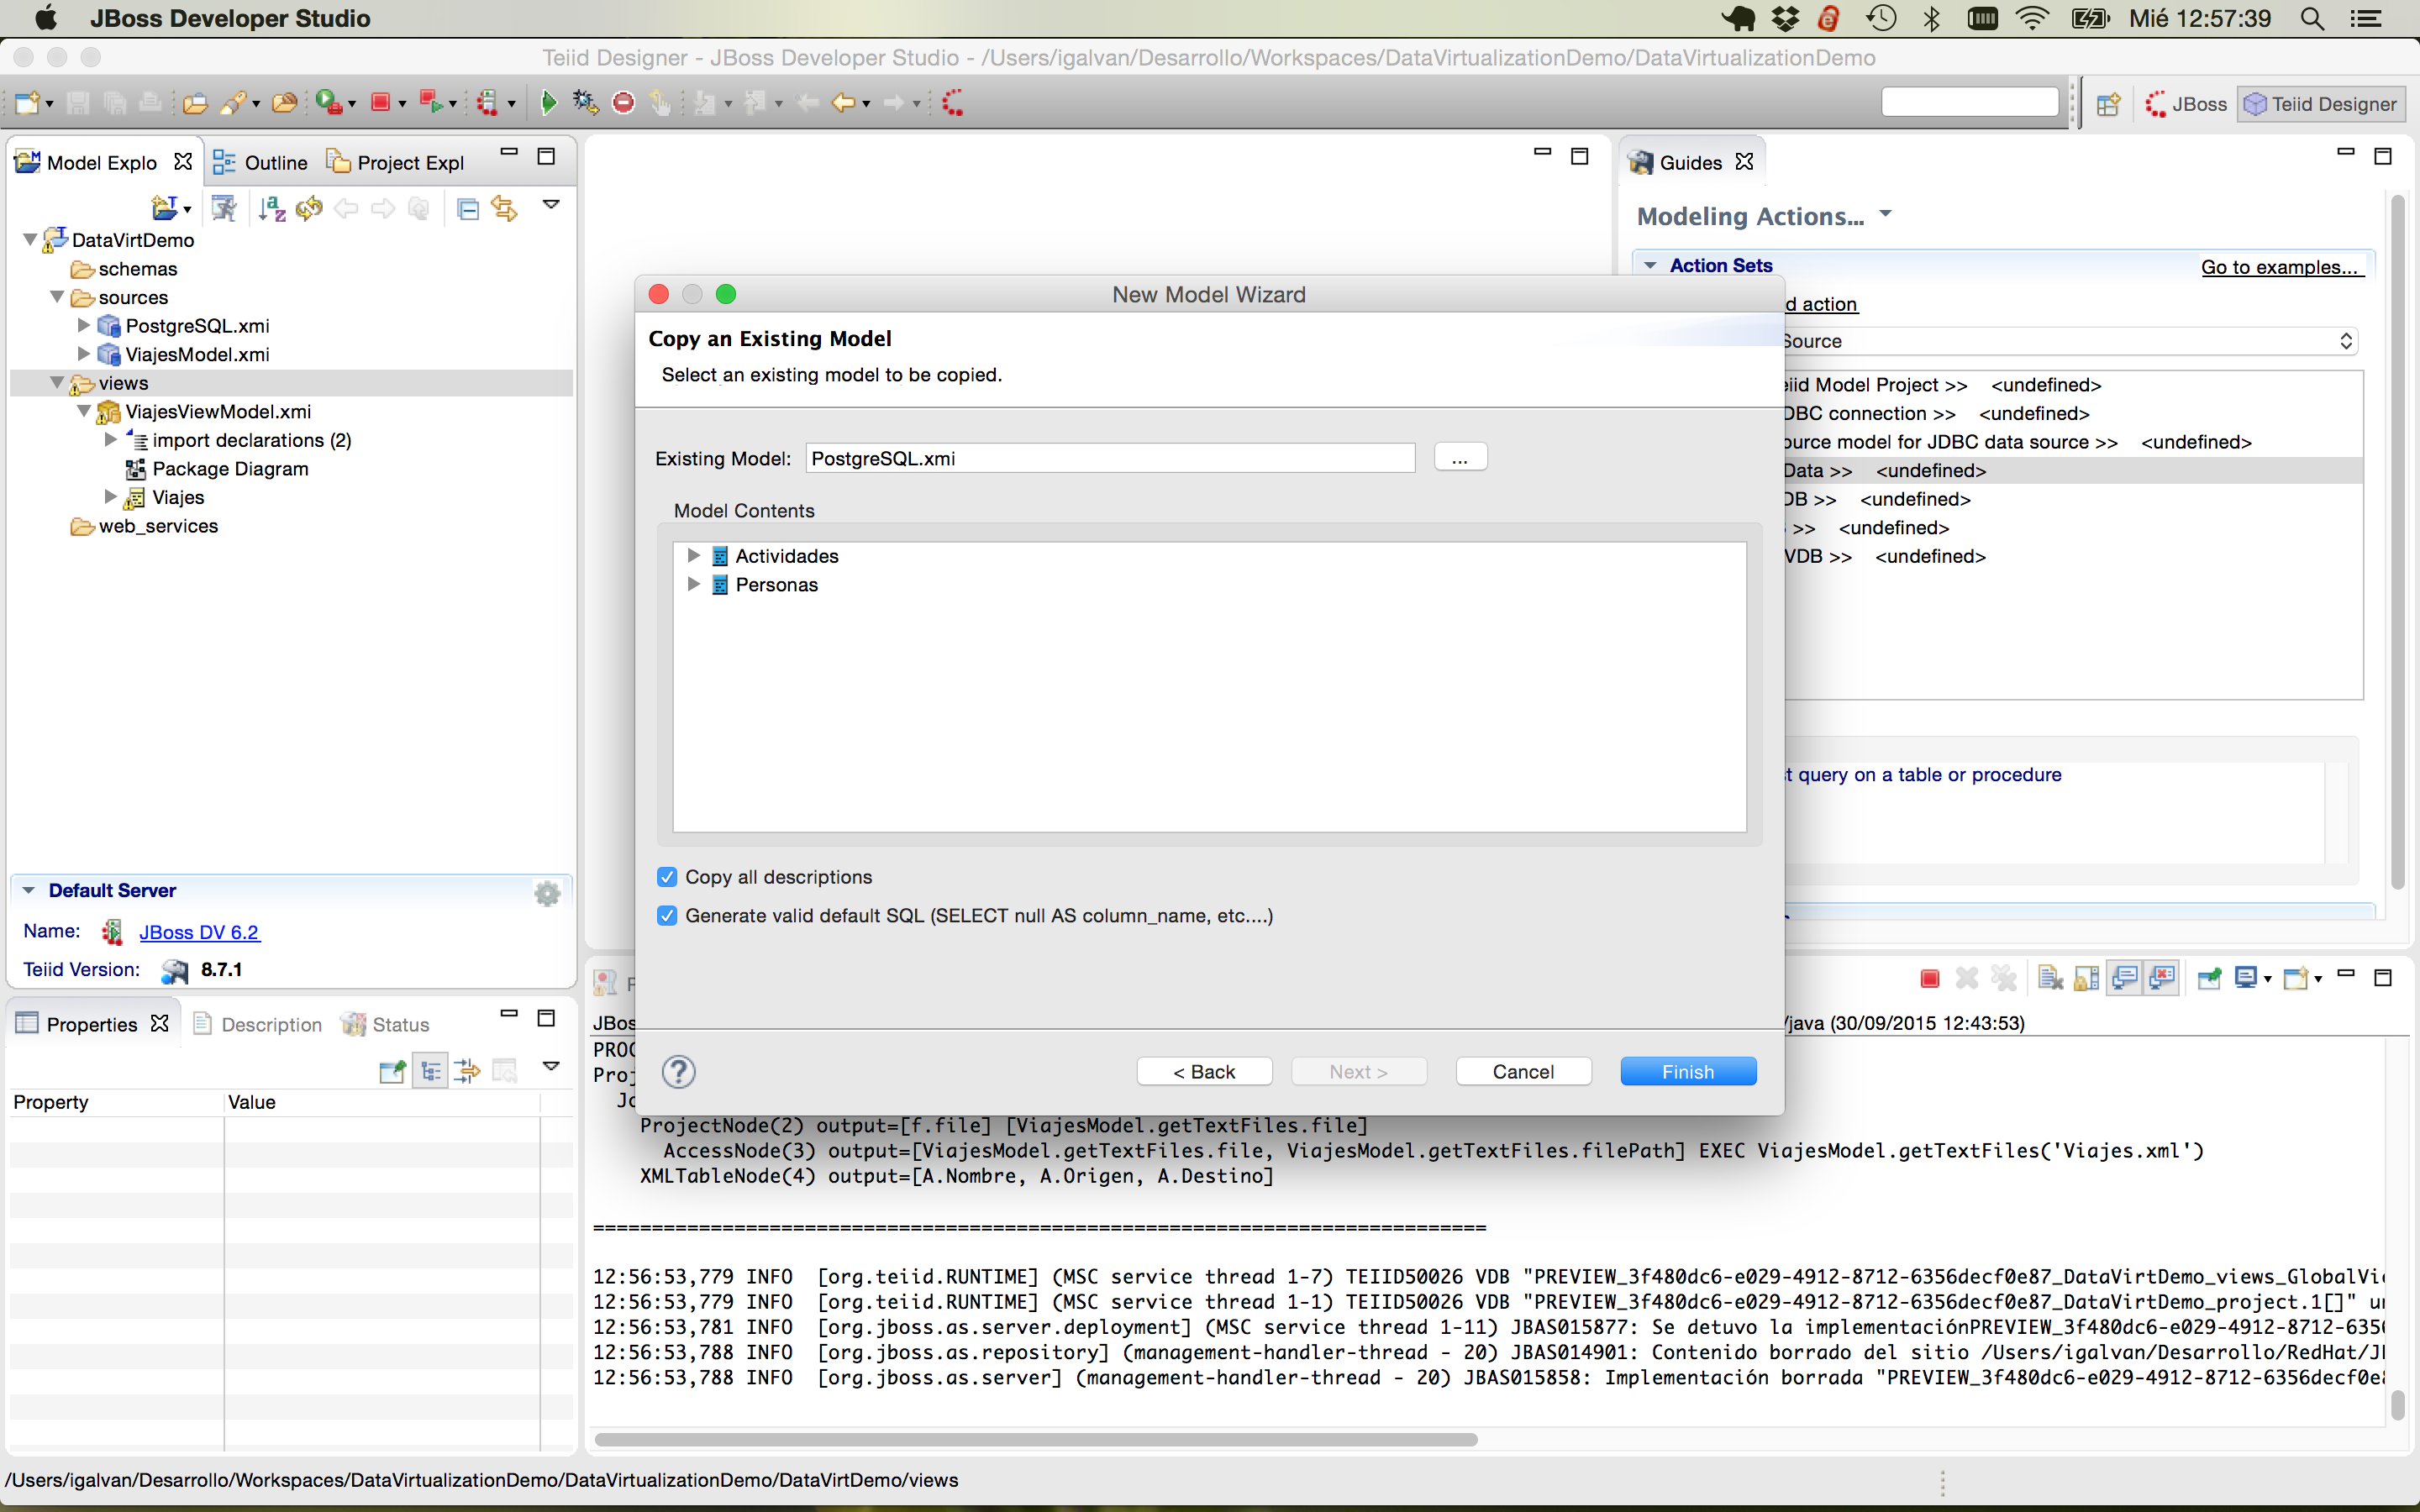 JBoss Developer Studio
Mié 12:57:39
Teiid Designer - JBoss Developer Studio - /Users/igalvan/Desarrollo/Workspaces/DataVirtualizationDemo/DataVirtualizationDemo
JBoss
Teiid Designer
Model Explo
Outline
Project Expl
DataVirtDemo
schemas
sources
PostgreSQL.xmi
ViajesModel.xmi
views
ViajesViewModel.xmi
import declarations (2)
Package Diagram
Viajes
web_services
Default Server
Name:
JBoss DV 6.2
Teiid Version:
8.7.1
Properties
Description
Status
Property
Value
New Model Wizard
Copy an Existing Model
Select an existing model to be copied.
Existing Model:
PostgreSQL.xmi
...
Model Contents
Actividades
Personas
Copy all descriptions
Generate valid default SQL (SELECT null AS column_name, etc....)
< Back
Next >
Cancel
Finish
Guides
Modeling Actions...
Action Sets
Go to examples...
d action
Source
eiid Model Project >> <undefined>
DBC connection >> <undefined>
ource model for JDBC data source >> <undefined>
Data >> <undefined>
DB >> <undefined>
>> <undefined>
VDB >> <undefined>
t query on a table or procedure
JBos
/java (30/09/2015 12:43:53)
PROC
Proj
Jo
ProjectNode(2) output=[f.file] [ViajesModel.getTextFiles.file]
AccessNode(3) output=[ViajesModel.getTextFiles.file, ViajesModel.getTextFiles.filePath] EXEC ViajesModel.getTextFiles('Viajes.xml')
XMLTableNode(4) output=[A.Nombre, A.Origen, A.Destino]
============================================================================
12:56:53,779 INFO [org.teiid.RUNTIME] (MSC service thread 1-7) TEIID50026 VDB "PREVIEW_3f480dc6-e029-4912-8712-6356decf0e87_DataVirtDemo_views_GlobalVi
12:56:53,779 INFO [org.teiid.RUNTIME] (MSC service thread 1-1) TEIID50026 VDB "PREVIEW_3f480dc6-e029-4912-8712-6356decf0e87_DataVirtDemo_project.1[]" u
12:56:53,781 INFO [org.jboss.as.server.deployment] (MSC service thread 1-11) JBAS015877: Se detuvo la implementaciónPREVIEW_3f480dc6-e029-4912-8712-635
12:56:53,788 INFO [org.jboss.as.repository] (management-handler-thread - 20) JBAS014901: Contenido borrado del sitio /Users/igalvan/Desarrollo/RedHat/J
12:56:53,788 INFO [org.jboss.as.server] (management-handler-thread - 20) JBAS015858: Implementación borrada "PREVIEW_3f480dc6-e029-4912-8712-6356decf0e
/Users/igalvan/Desarrollo/Workspaces/DataVirtualizationDemo/DataVirtualizationDemo/DataVirtDemo/views